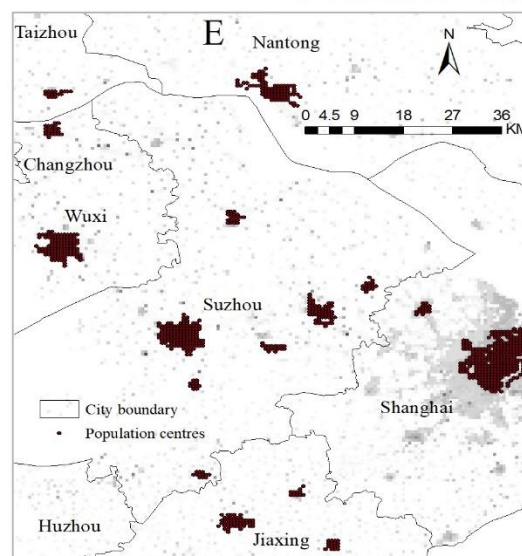 Taizhou
E
Nantong
N
0 4.5 9 18 27 36
KM
Changzhou
Wuxi
Suzhou
Shanghai
City boundary
Population centres
Huzhou
Jiaxing